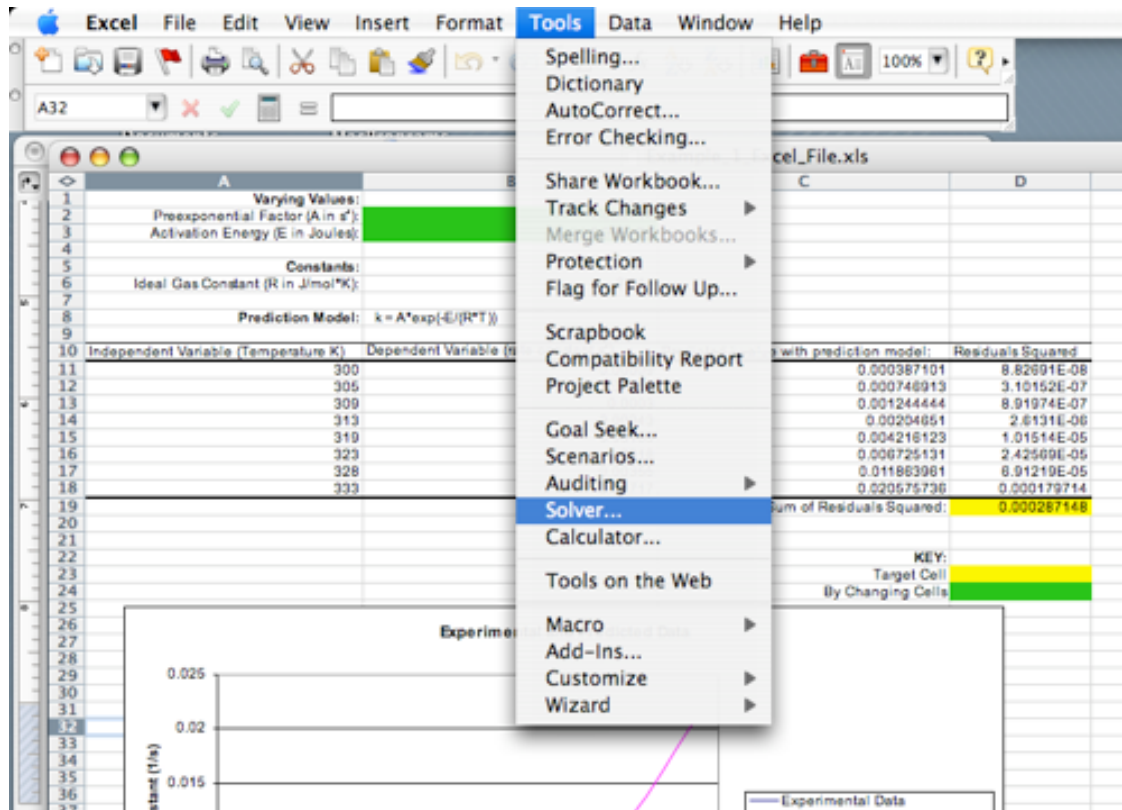 Excel File Edit View Insert Format Tools Data Window Help
100%
A32
cel_File.xls
Spelling...
Dictionary
AutoCorrect...
Error Checking...
Share Workbook...
Track Changes
Merge Workbooks...
Protection
Flag for Follow Up...
Scrapbook
Compatibility Report
Project Palette
Goal Seek...
Scenarios...
Auditing
Solver...
Calculator...
Tools on the Web
Macro
Add-Ins...
Customize
Wizard
A B C D
1 Varying Values:
2 Preexponential Factor (A in s):
3 Activation Energy (E in Joules):
4
5 Constants:
6 Ideal Gas Constant (R in J/mol*K):
7
8 Prediction Model: k = A*exp(-E/(R*T))
9
10 Independent Variable (Temperature K) Dependent Variable with prediction model: Residuals Squared
11 300 0.000387101 8.82691E-08
12 305 0.000746913 3.10152E-07
13 309 0.001244444 8.91974E-07
14 313 0.00204651 2.6131E-06
15 319 0.004216123 1.01514E-05
16 323 0.006725131 2.42569E-05
17 328 0.011863961 6.91219E-05
18 333 0.020575736 0.000179714
19 Sum of Residuals Squared: 0.000287148
20
21
22 KEY:
23 Target Cell
24 By Changing Cells
25
26 Data
27
28
29 0.025
30
31
32 0.02
33
34
35 0.015
36
37
(1/s)
Experimental Data